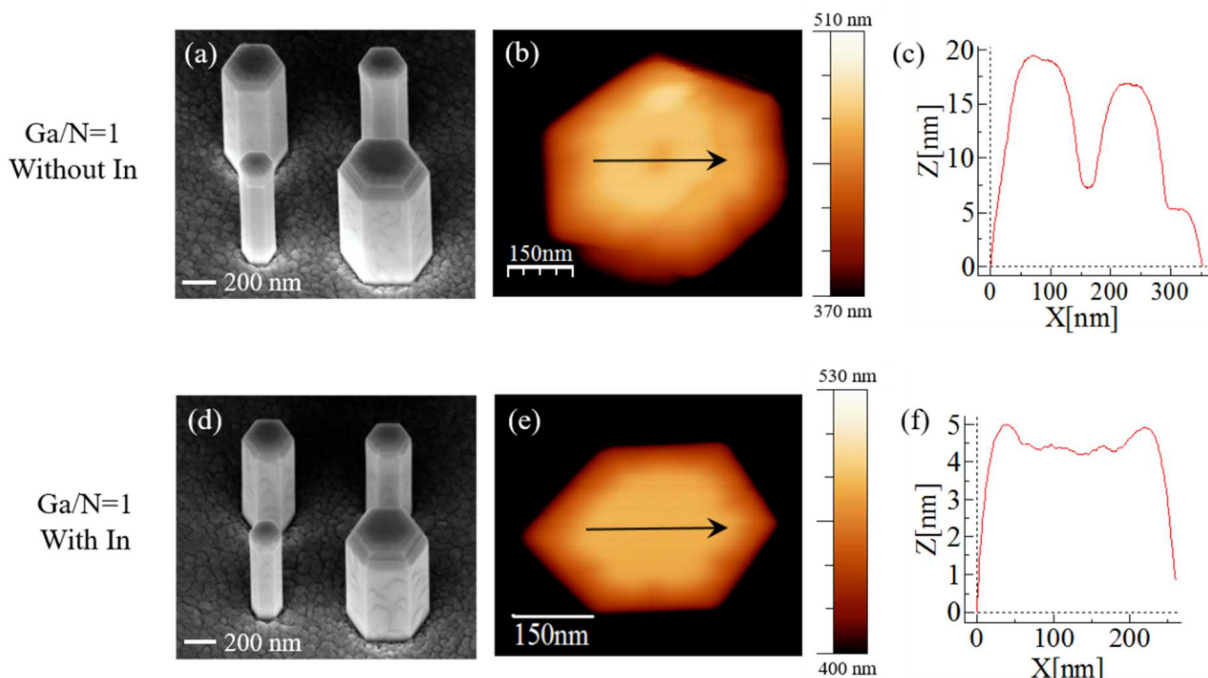 Ga/N=1
Without In
(a)
200 nm
(b)
150nm
510 nm
370 nm
(c)
Z[nm]
20
15
10
5
0
0 100 200 300
X[nm]
Ga/N=1
With In
(d)
200 nm
(e)
150nm
530 nm
400 nm
(f)
Z[nm]
5
4
3
2
1
0
0 100 200
X[nm]